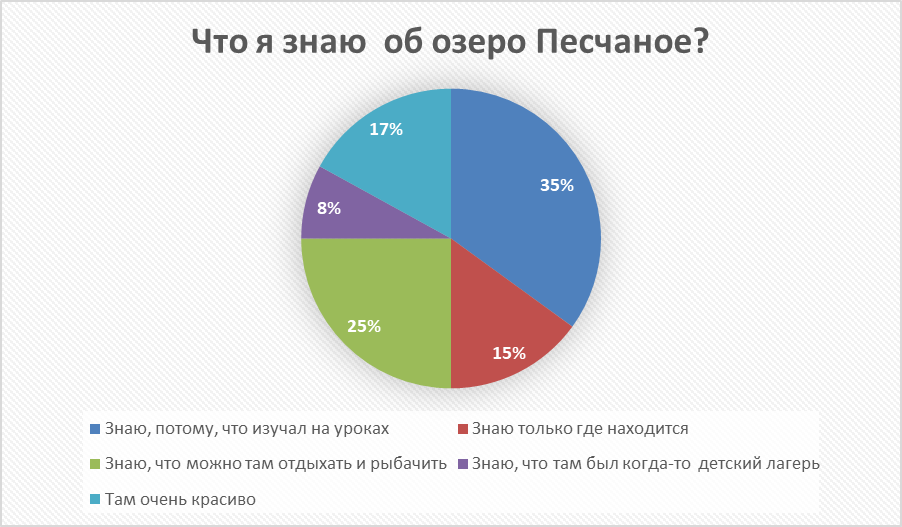 Что я знаю  об озеро Песчаное?
17%
35%
8%
25%
15%
Знаю, потому, что изучал на уроках
Знаю только где находится
Знаю, что можно там отдыхать и рыбачить
Знаю, что там был когда-то  детский лагерь
Там очень красиво